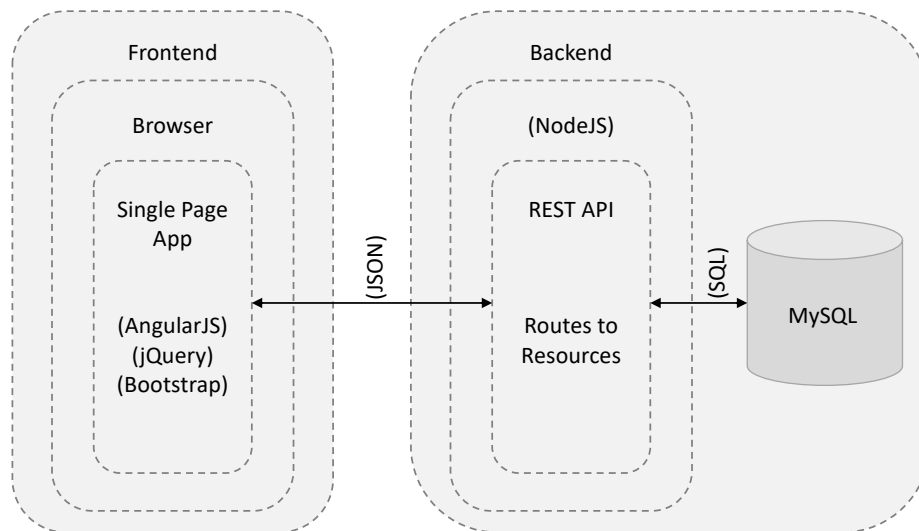 Frontend
Browser
Single Page
App
(AngularJS)
(jQuery)
(Bootstrap)
(JSON)
Backend
(NodeJS)
REST API
Routes to
Resources
(SQL)
MySQL